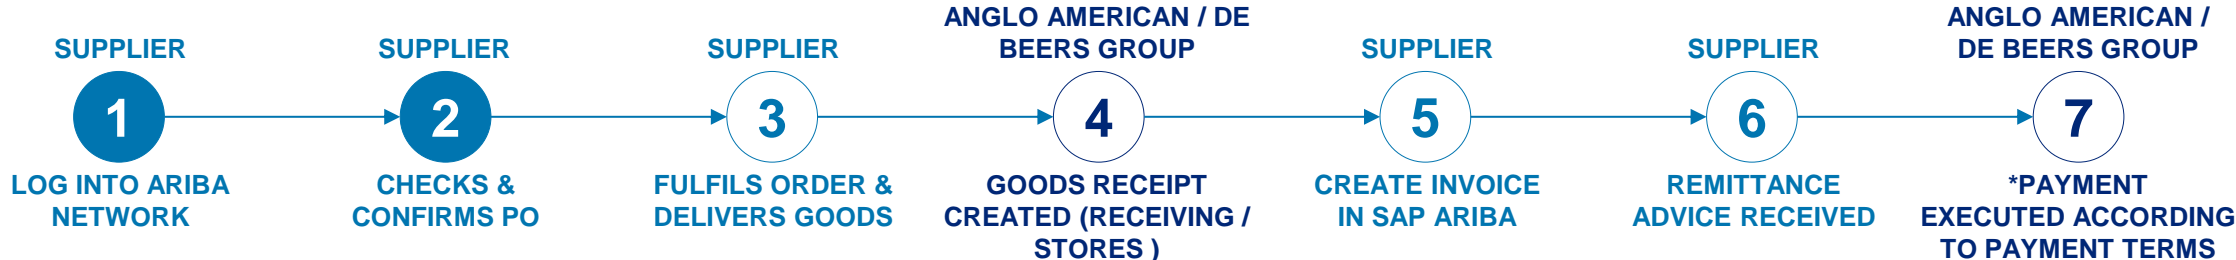 SUPPLIER
1
LOG INTO ARIBA
NETWORK
SUPPLIER
2
CHECKS &
CONFIRMS PO
SUPPLIER
3
FULFILS ORDER &
DELIVERS GOODS
ANGLO AMERICAN / DE
BEERS GROUP
4
GOODS RECEIPT
CREATED (RECEIVING /
STORES )
SUPPLIER
5
CREATE INVOICE
IN SAP ARIBA
SUPPLIER
6
REMITTANCE
ADVICE RECEIVED
ANGLO AMERICAN /
DE BEERS GROUP
7
*PAYMENT
EXECUTED ACCORDING
TO PAYMENT TERMS